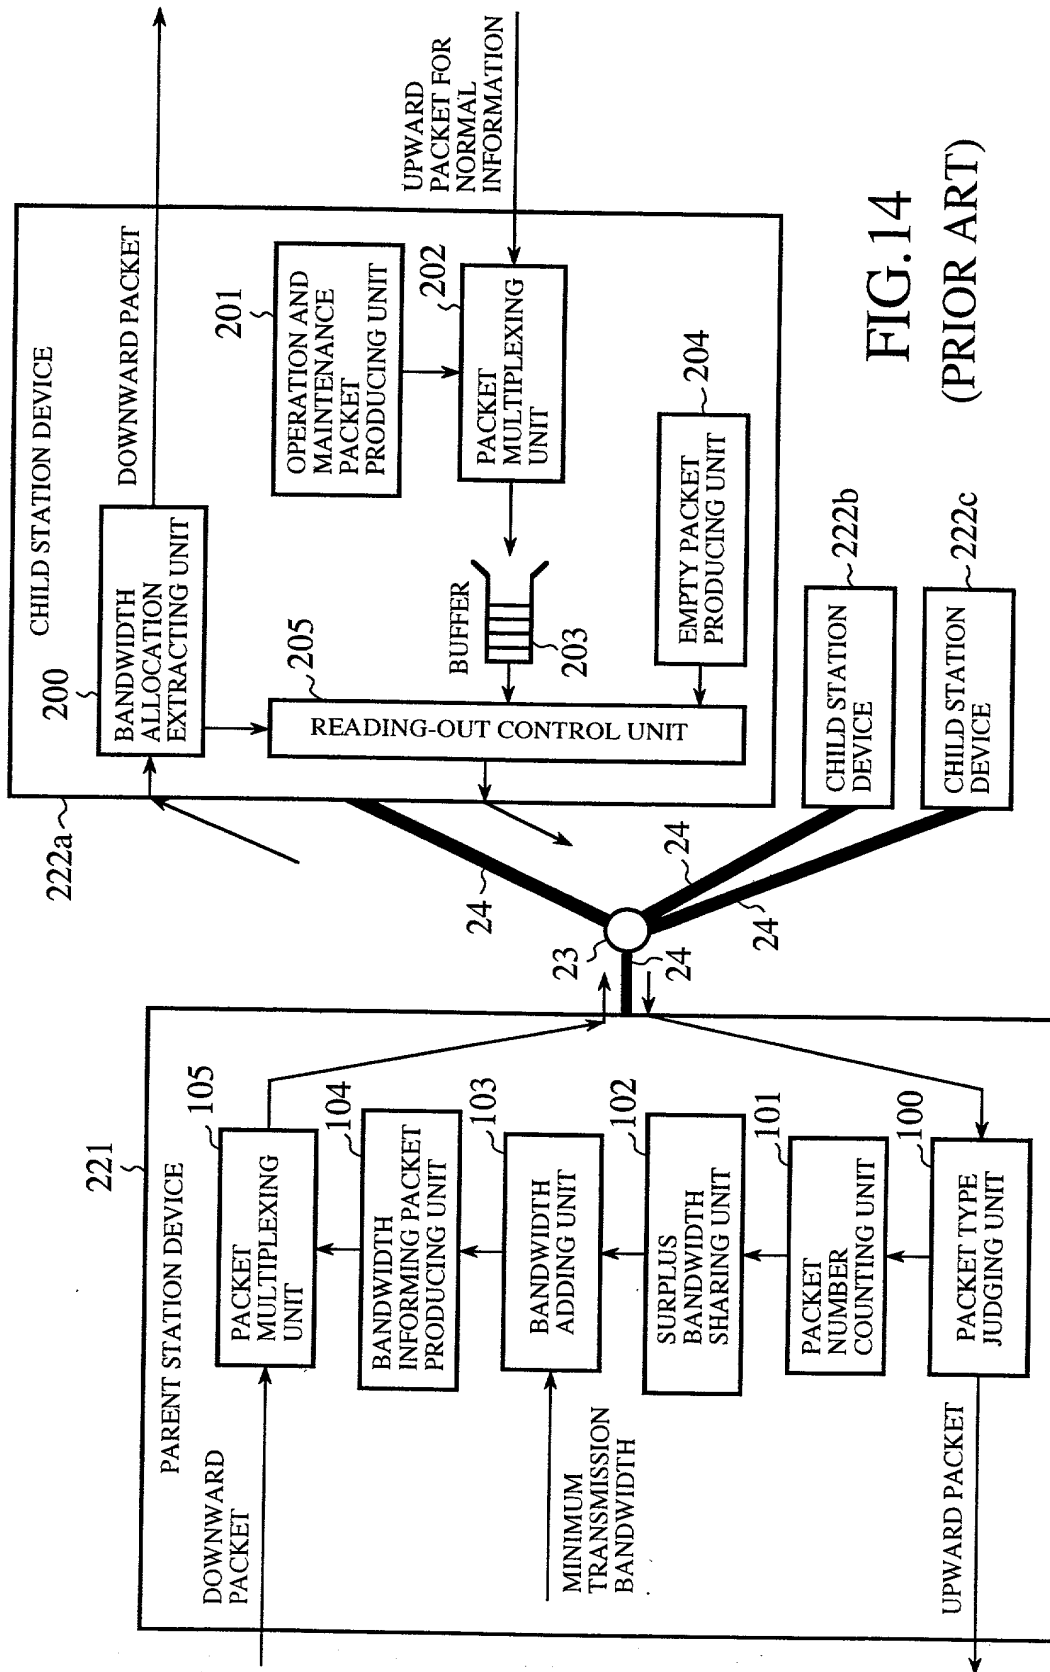 221
PARENT STATION DEVICE
DOWNWARD
PACKET
105
PACKET
MULTIPLEXING
UNIT
104
BANDWIDTH
INFORMING PACKET
PRODUCING UNIT
103
BANDWIDTH
ADDING UNIT
MINIMUM
TRANSMISSION
BANDWIDTH
102
SURPLUS
BANDWIDTH
SHARING UNIT
101
PACKET
NUMBER
COUNTING UNIT
100
PACKET TYPE
JUDGING UNIT
UPWARD PACKET
23
24
24
24
24
222a
CHILD STATION DEVICE
200
BANDWIDTH
ALLOCATION
EXTRACTING UNIT
DOWNWARD PACKET
205
READING-OUT CONTROL UNIT
BUFFER
203
201
OPERATION AND
MAINTENANCE
PACKET
PRODUCING UNIT
202
PACKET
MULTIPLEXING
UNIT
UPWARD
PACKET FOR
NORMAL
INFORMATION
204
EMPTY PACKET
PRODUCING UNIT
222b
CHILD STATION
DEVICE
222c
CHILD STATION
DEVICE
FIG.14
(PRIOR ART)